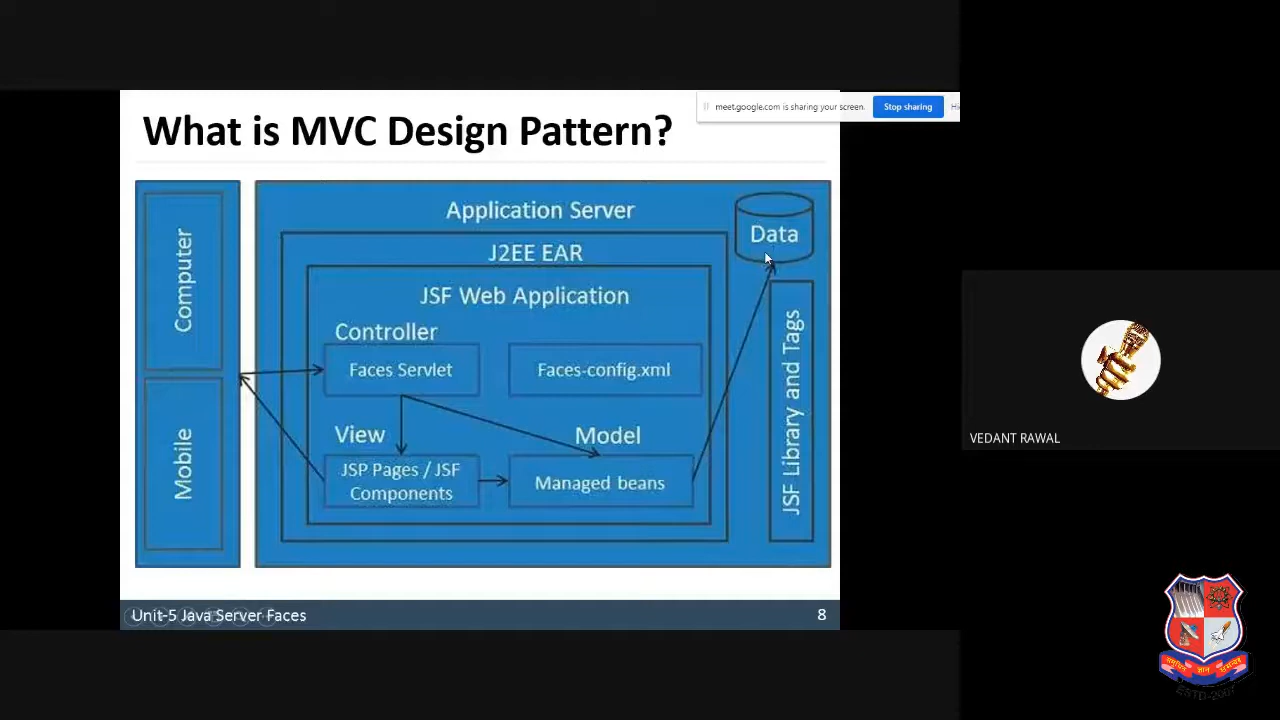 meet.google.com is sharing your screen.
Stop sharing
What is MVC Design Pattern?
Computer
Mobile
Application Server
Data
J2EE EAR
JSF Web Application
Controller
Faces Servlet
Faces-config.xml
View
Model
JSP Pages / JSF
Components
Managed beans
JSF Library and Tags
Unit-5 Java Server Faces
8
VEDANT RAWAL